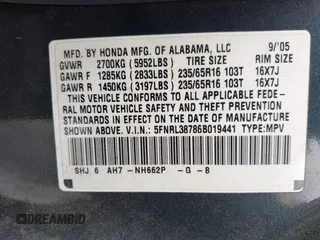 MFD. BY HONDA MFG. OF ALABAMA, LLC 9/'05
GVWR 2700KG (5952LBS) TIRE SIZE RIM SIZE
GAWR F 1285KG (2833LBS) 235/65R16 103T 16X7J
GAWR R 1450KG (3197LBS) 235/65R16 103T 16X7J
THIS VEHICLE CONFORMS TO ALL APPLICABLE FEDERAL
MOTOR VEHICLE SAFETY AND THEFT PREVENTION
STANDARDS IN EFFECT ON THE DATE OF MANUFACTURE
SHOWN ABOVE. V.I.N.: 5FNRL38786B019441 TYPE:MPV
SHJ 6 AH7 - NH662P - G - B
DREAMBID